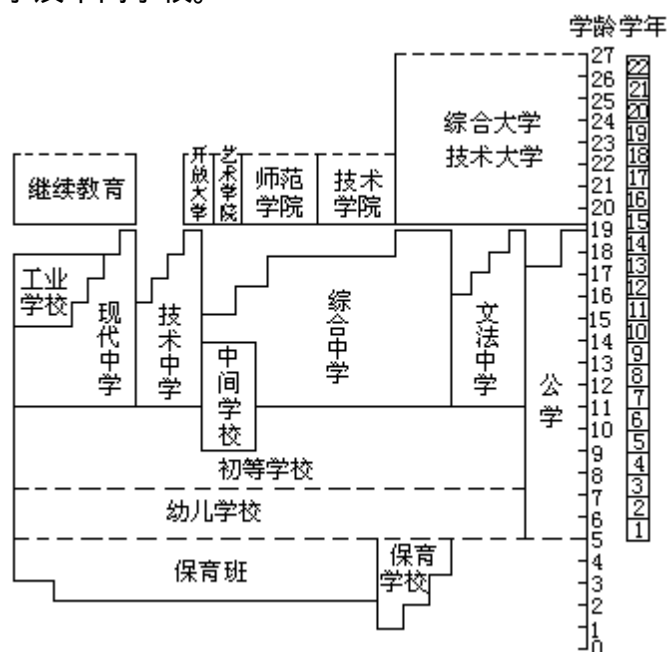 学龄 学年
27
26
25
24
23
22
21
20
19
18
17
16
15
14
13
12
11
10
9
8
7
6
5
4
3
2
1
0
22
21
20
19
18
17
16
15
14
13
12
11
10
9
8
7
6
5
4
3
2
1
综合大学
技术大学
继续教育
开放大学
艺术学院
师范
学院
技术
学院
工业
学校
现代中学
技术中学
中间学校
综合中学
文法中学
公学
初等学校
幼儿学校
保育班
保育
学校